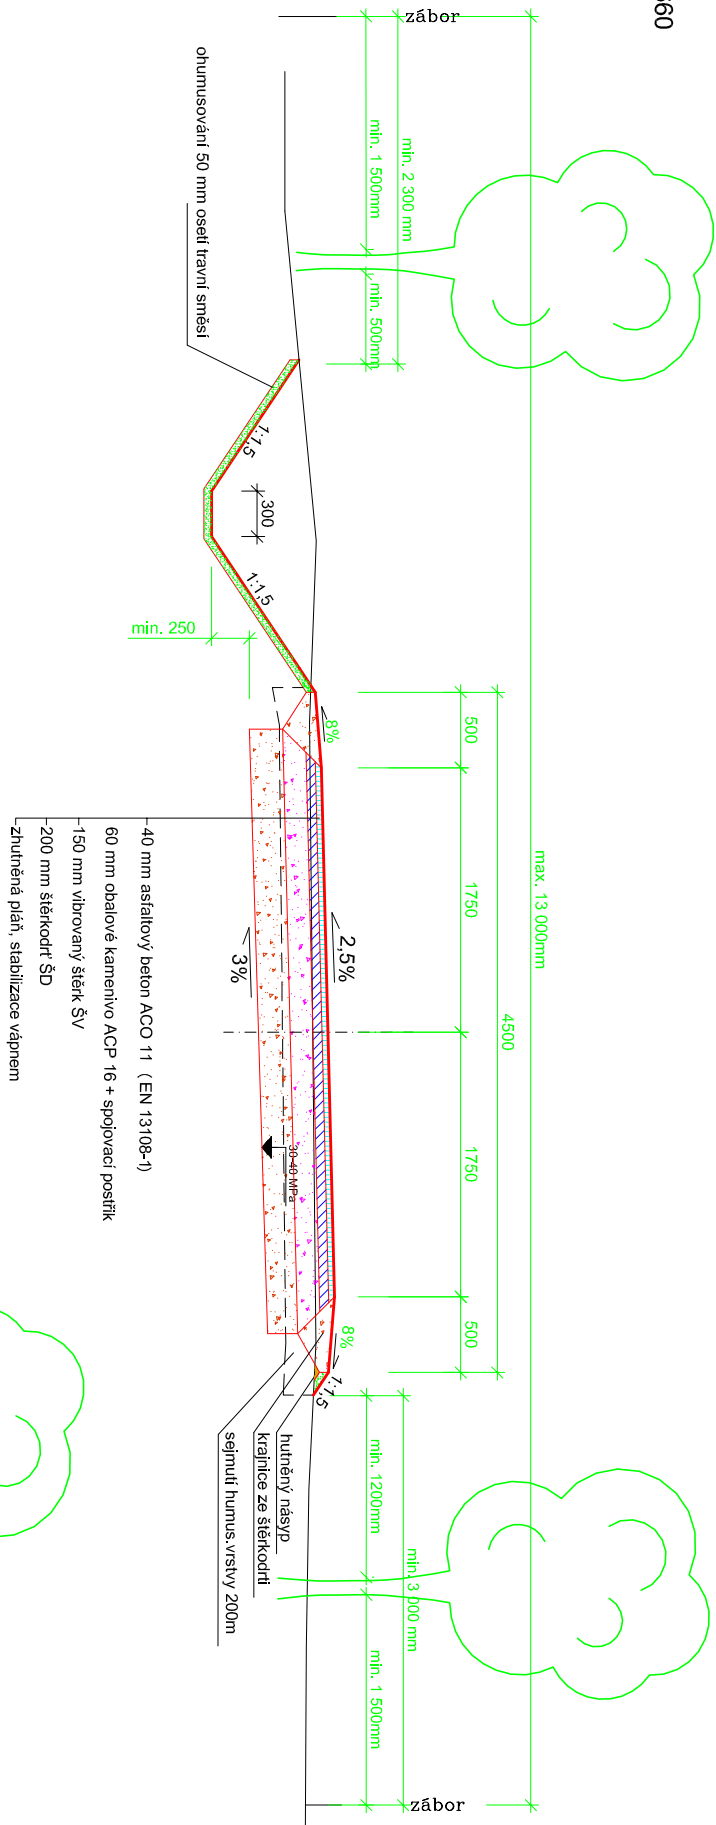 660
zábor
max. 13 000mm
min. 2 300 mm
min. 1 500mm
min. 500mm
4500
500
1750
1750
500
min. 3 000 mm
min. 1200mm
min. 1 500mm
zábor
ohumusování 50 mm osetí travní směsí
1:1,5
300
1:1,5
min. 250
8%
2,5%
3%
30-40 MPa
8%
1:1,5
40 mm asfaltový beton ACO 11 ( EN 13108-1)
60 mm obalové kamenivo ACP 16 + spojovací postřik
150 mm vibrovaný štěrk ŠV
200 mm štěrkodrť ŠD
zhutněná pláň, stabilizace vápnem
hutněný násyp
krajnice ze štěrkodrti
sejmutí humus.vrstvy 200m